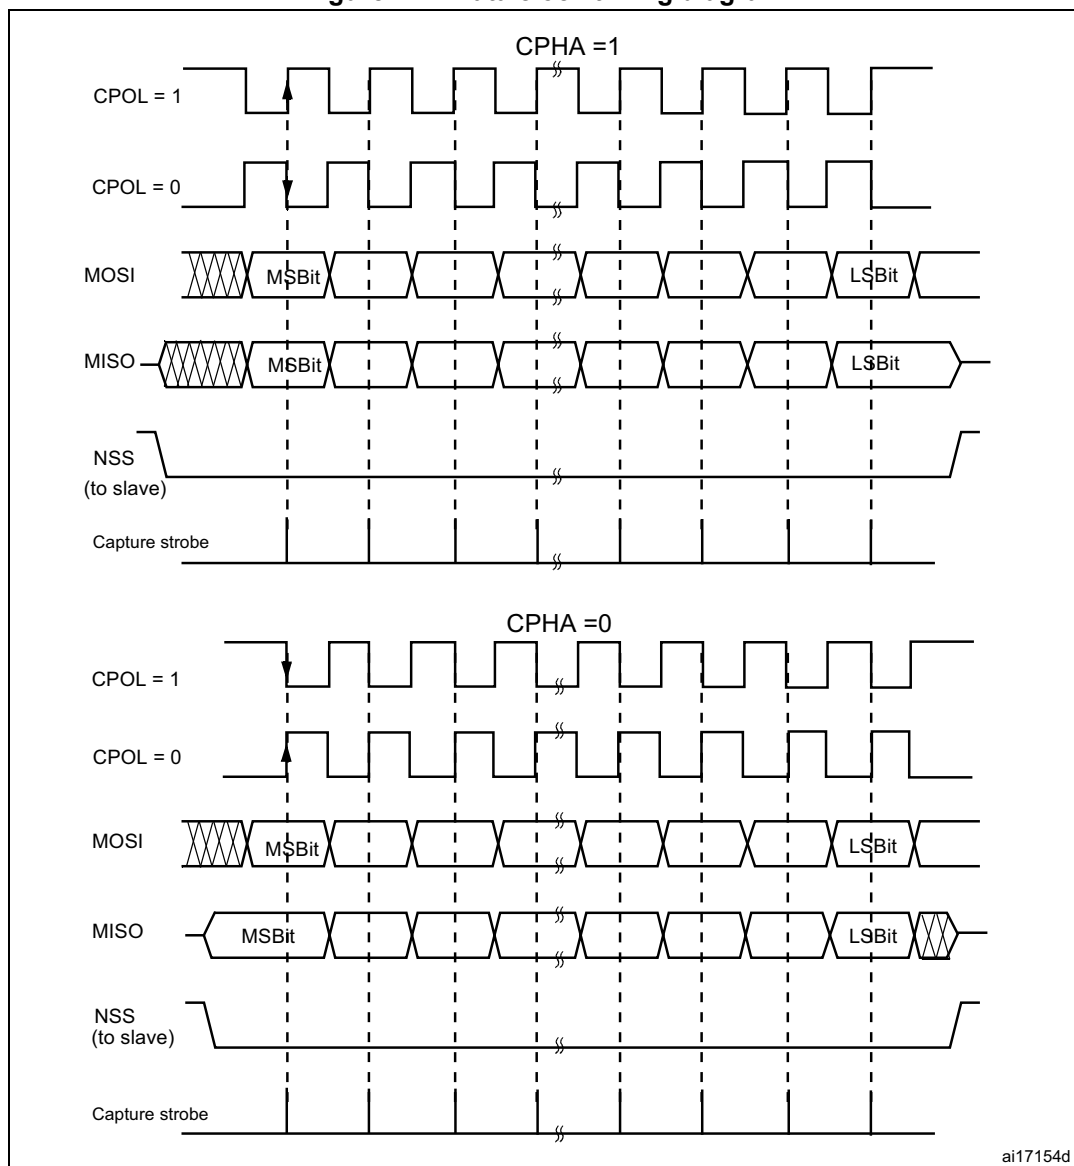 CPHA =1
CPOL = 1
CPOL = 0
MOSI MSBit LSBit
MISO MSBit LSBit
NSS
(to slave)
Capture strobe
CPHA =0
CPOL = 1
CPOL = 0
MOSI MSBit LSBit
MISO MSBit LSBit
NSS
(to slave)
Capture strobe
ai17154d